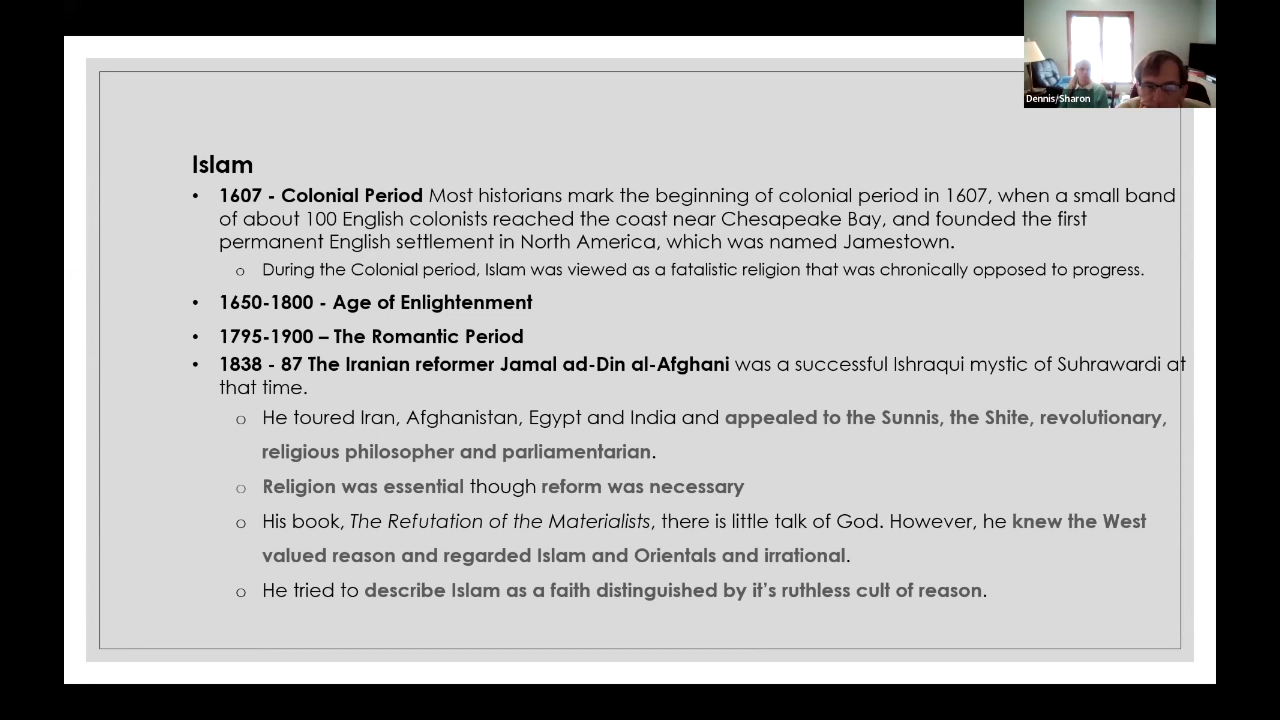 Dennis/Sharon
Islam
• 1607 - Colonial Period Most historians mark the beginning of colonial period in 1607, when a small band
of about 100 English colonists reached the coast near Chesapeake Bay, and founded the first
permanent English settlement in North America, which was named Jamestown.
o During the Colonial period, Islam was viewed as a fatalistic religion that was chronically opposed to progress.
• 1650-1800 - Age of Enlightenment
• 1795-1900 – The Romantic Period
• 1838 - 87 The Iranian reformer Jamal ad-Din al-Afghani was a successful Ishraqui mystic of Suhrawardi at
that time.
o He toured Iran, Afghanistan, Egypt and India and appealed to the Sunnis, the Shite, revolutionary,
religious philosopher and parliamentarian.
o Religion was essential though reform was necessary
o His book, The Refutation of the Materialists, there is little talk of God. However, he knew the West
valued reason and regarded Islam and Orientals and irrational.
o He tried to describe Islam as a faith distinguished by it’s ruthless cult of reason.